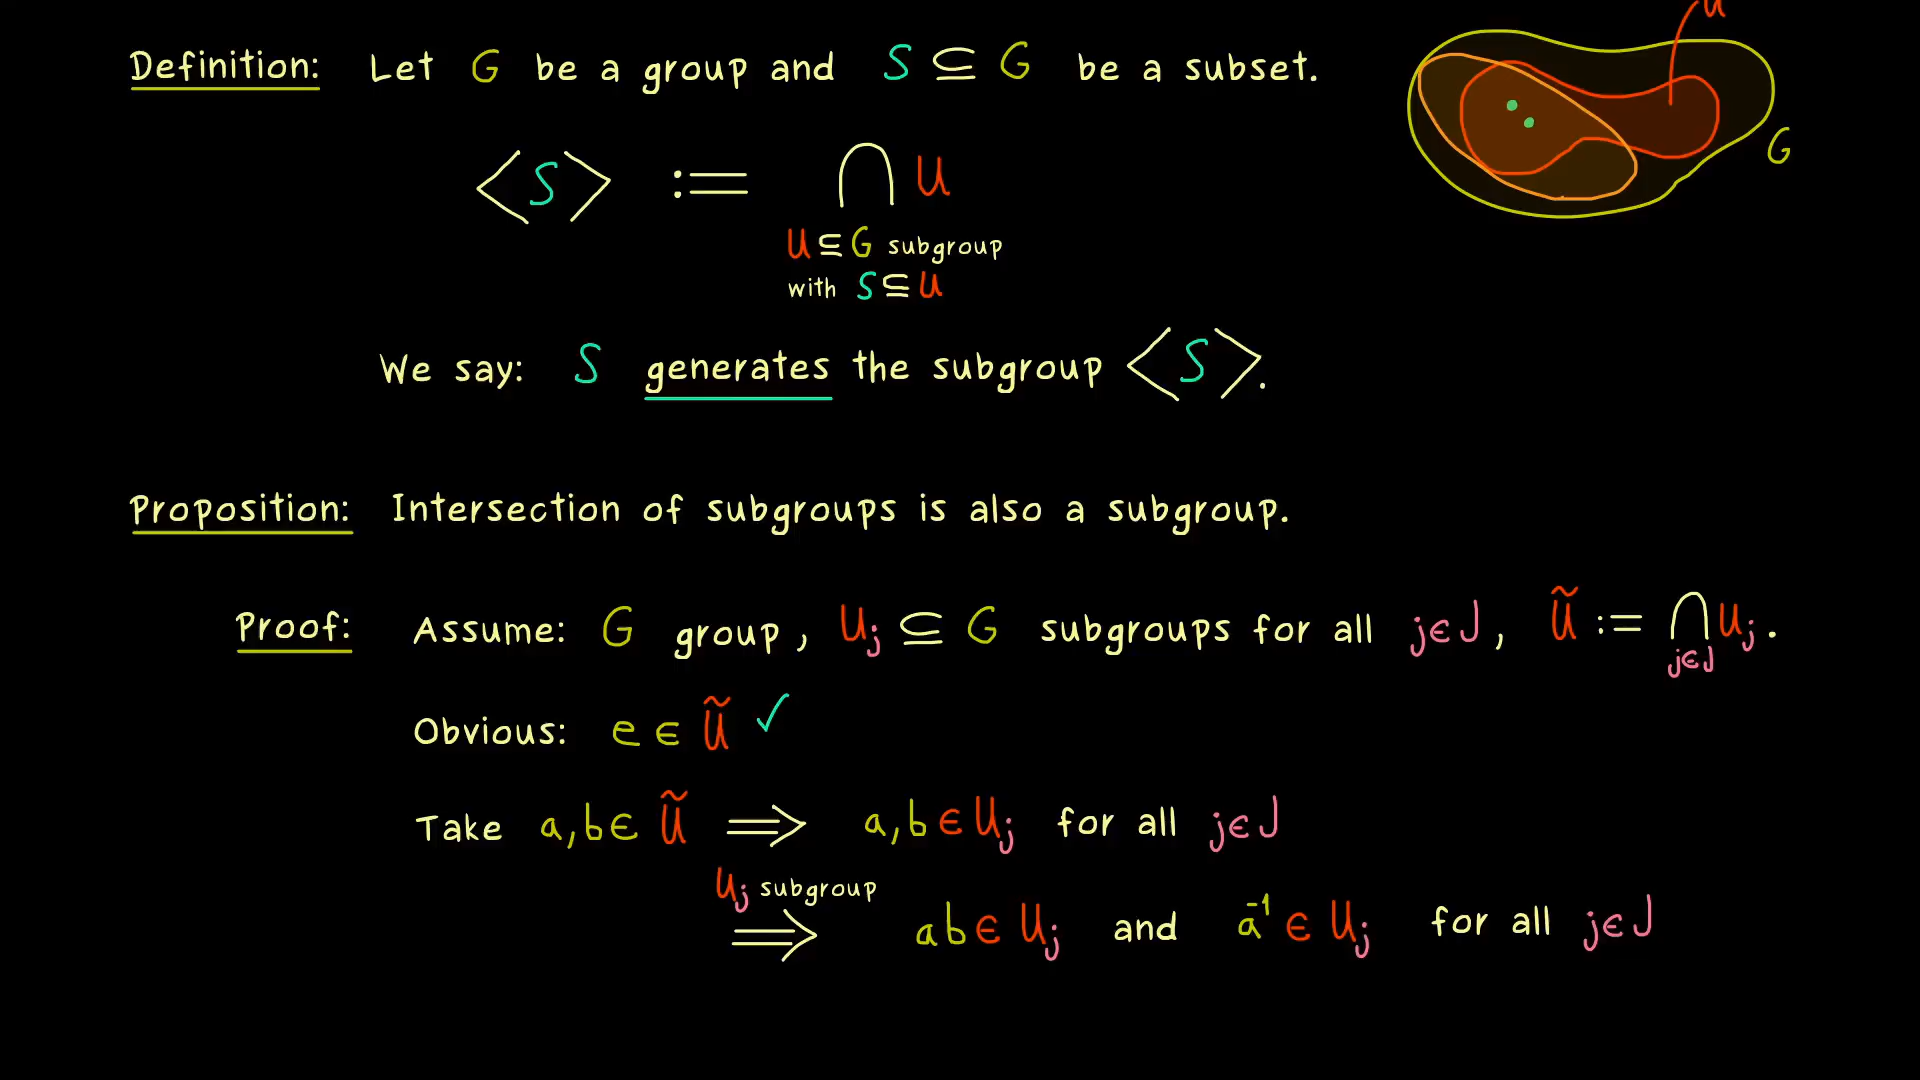 U
Definition: Let G be a group and S ⊆ G be a subset.
G
⟨S⟩ := ⋂ U
U ⊆ G subgroup
with S ⊆ U
We say: S generates the subgroup ⟨S⟩.
Proposition: Intersection of subgroups is also a subgroup.
Proof: Assume: G group, Uⱼ ⊆ G subgroups for all j∈J, Ũ := ⋂ Uⱼ.
j∈J
Obvious: e ∈ Ũ ✓
Take a,b ∈ Ũ ⟹ a,b ∈ Uⱼ for all j∈J
Uⱼ subgroup
⟹ ab ∈ Uⱼ and a⁻¹ ∈ Uⱼ for all j∈J